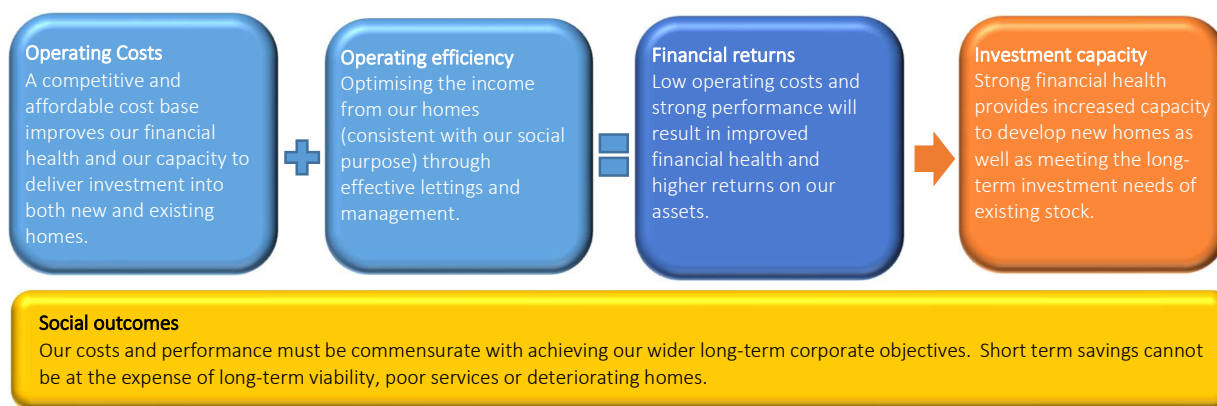 Operating Costs
A competitive and
affordable cost base
improves our financial
health and our capacity to
deliver investment into
both new and existing
homes.
Operating efficiency
Optimising the income
from our homes
(consistent with our social
purpose) through
effective lettings and
management.
Financial returns
Low operating costs and
strong performance will
result in improved
financial health and
higher returns on our
assets.
Investment capacity
Strong financial health
provides increased capacity
to develop new homes as
well as meeting the long-
term investment needs of
existing stock.
Social outcomes
Our costs and performance must be commensurate with achieving our wider long-term corporate objectives.  Short term savings cannot
be at the expense of long-term viability, poor services or deteriorating homes.